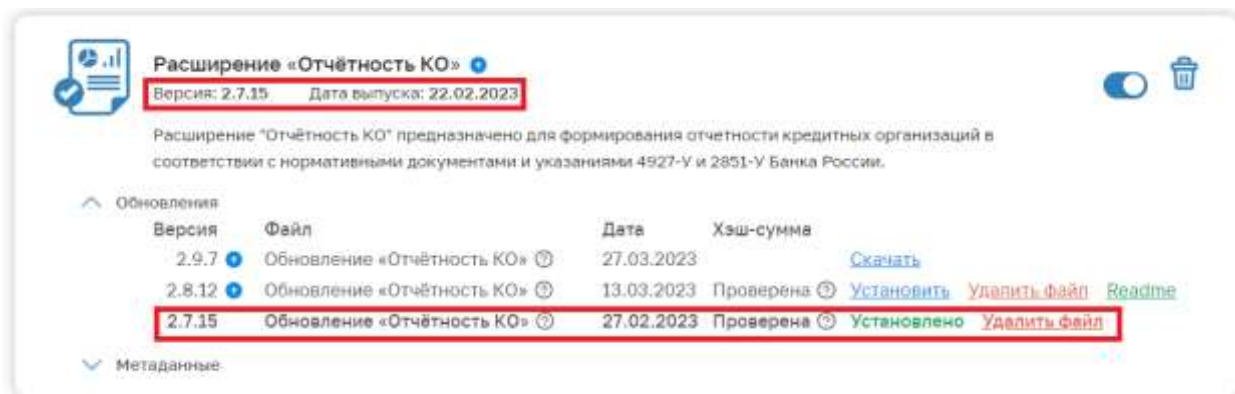 Расширение «Отчётность КО»
Версия: 2.7.15 Дата выпуска: 22.02.2023
Расширение "Отчётность КО" предназначено для формирования отчетности кредитных организаций в
соответствии с нормативными документами и указаниями 4927-У и 2851-У Банка России.
Обновления
Версия Файл Дата Хэш-сумма
2.9.7 Обновление «Отчётность КО» 27.03.2023 Скачать
2.8.12 Обновление «Отчётность КО» 13.03.2023 Проверена Установить Удалить файл Readme
2.7.15 Обновление «Отчётность КО» 27.02.2023 Проверена Установлено Удалить файл
Метаданные